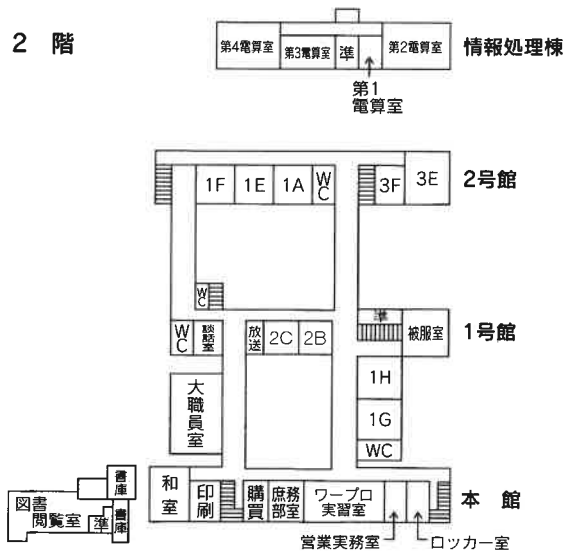 2 階
第4電算室
第3電算室
準
第2電算室
情報処理棟
第1
電算室
1F
1E
1A
WC
3F
3E
2号館
WC
準
WC
談話室
放送
2C
2B
被服室
1号館
1H
大職員室
1G
WC
書庫
和室
印刷
購買
庶務
部室
ワープロ
実習室
本 館
図書
閲覧室
準
書庫
営業実務室
ロッカー室